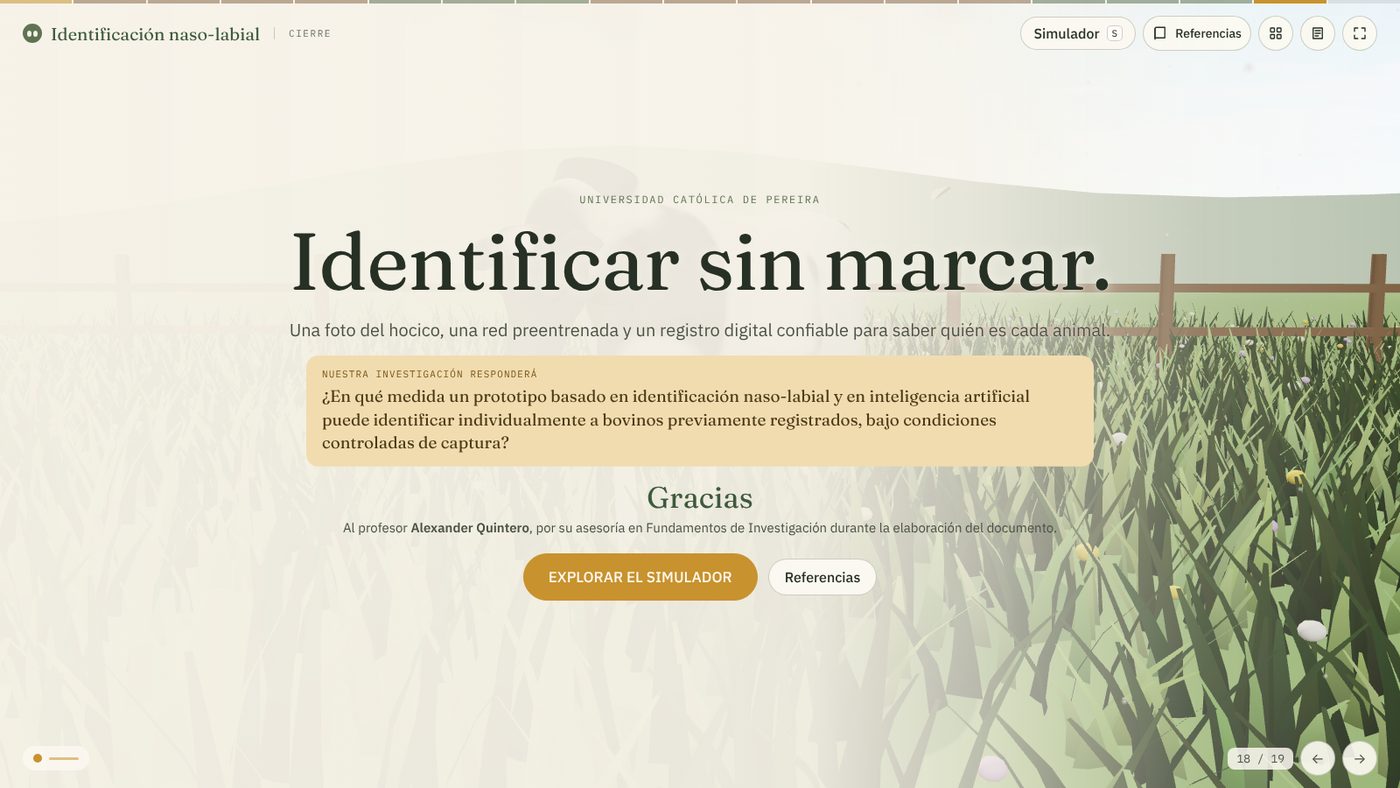 Identificación naso-labial
CIERRE
Simulador S
Referencias
UNIVERSIDAD CATÓLICA DE PEREIRA
Identificar sin marcar.
Una foto del hocico, una red preentrenada y un registro digital confiable para saber quién es cada animal.
NUESTRA INVESTIGACIÓN RESPONDERÁ
¿En qué medida un prototipo basado en identificación naso-labial y en inteligencia artificial
puede identificar individualmente a bovinos previamente registrados, bajo condiciones
controladas de captura?
Gracias
Al profesor Alexander Quintero, por su asesoría en Fundamentos de Investigación durante la elaboración del documento.
EXPLORAR EL SIMULADOR
Referencias
18 / 19